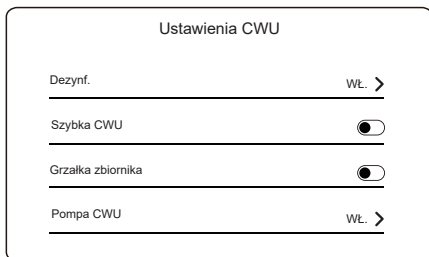 Ustawienia CWU
Dezynf.
WŁ.
Szybka CWU
Grzałka zbiornika
Pompa CWU
WŁ.